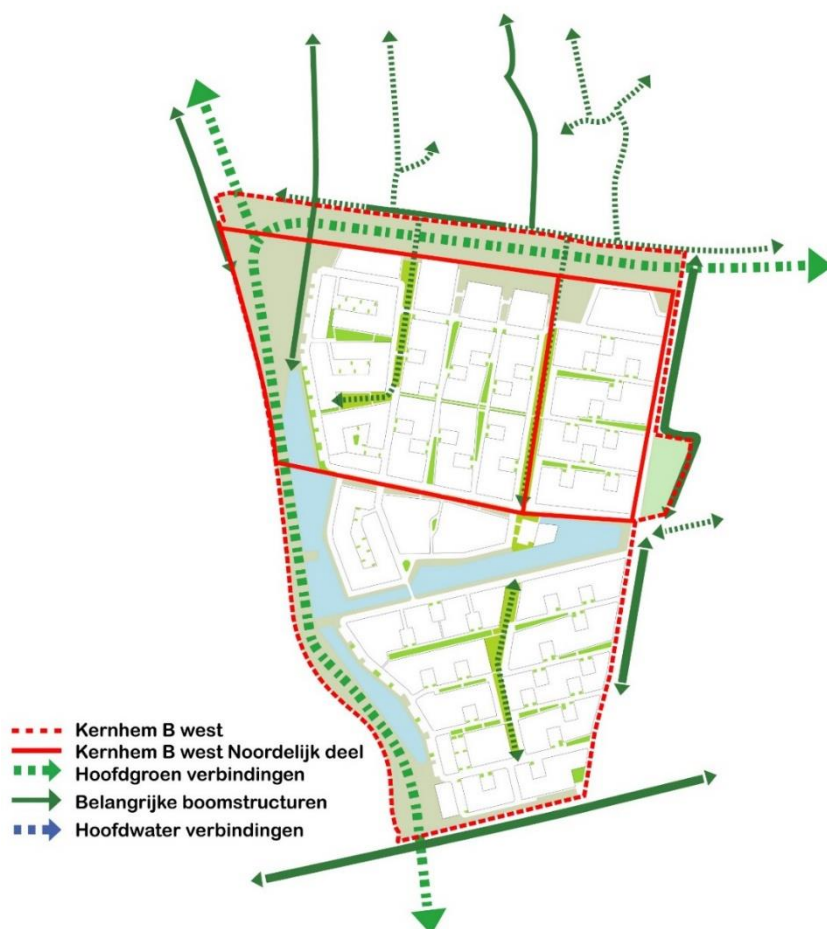 Kernhem B west
Kernhem B west Noordelijk deel
Hoofdgroen verbindingen
Belangrijke boomstructuren
Hoofdwater verbindingen